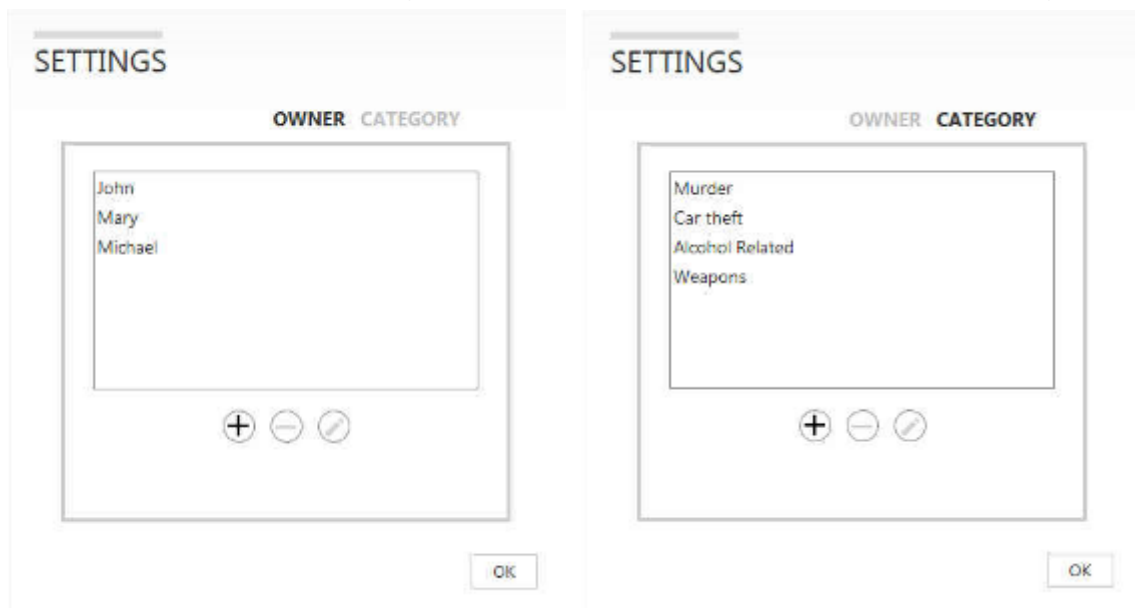 SETTINGS
OWNER CATEGORY
John
Mary
Michael
OK
SETTINGS
OWNER CATEGORY
Murder
Car theft
Alcohol Related
Weapons
OK